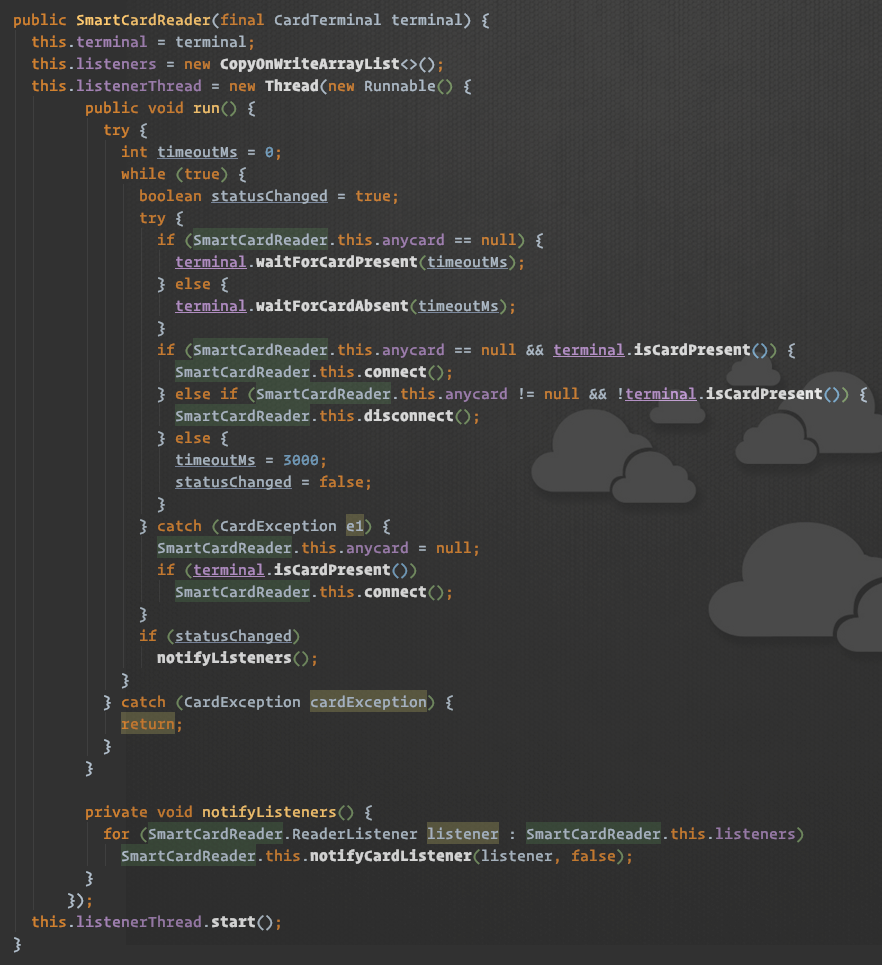 public SmartCardReader(final CardTerminal terminal) {
  this.terminal = terminal;
  this.listeners = new CopyOnWriteArrayList<>();
  this.listenerThread = new Thread(new Runnable() {
        public void run() {
          try {
            int timeoutMs = 0;
            while (true) {
              boolean statusChanged = true;
              try {
                if (SmartCardReader.this.anycard == null) {
                  terminal.waitForCardPresent(timeoutMs);
                } else {
                  terminal.waitForCardAbsent(timeoutMs);
                }
                if (SmartCardReader.this.anycard == null && terminal.isCardPresent()) {
                  SmartCardReader.this.connect();
                } else if (SmartCardReader.this.anycard != null && !terminal.isCardPresent()) {
                  SmartCardReader.this.disconnect();
                } else {
                  timeoutMs = 3000;
                  statusChanged = false;
                }
              } catch (CardException e1) {
                SmartCardReader.this.anycard = null;
                if (terminal.isCardPresent())
                  SmartCardReader.this.connect();
              }
              if (statusChanged)
                notifyListeners();
            }
          } catch (CardException cardException) {
            return;
          }
        }

        private void notifyListeners() {
          for (SmartCardReader.ReaderListener listener : SmartCardReader.this.listeners)
            SmartCardReader.this.notifyCardListener(listener, false);
        }
      });
  this.listenerThread.start();
}